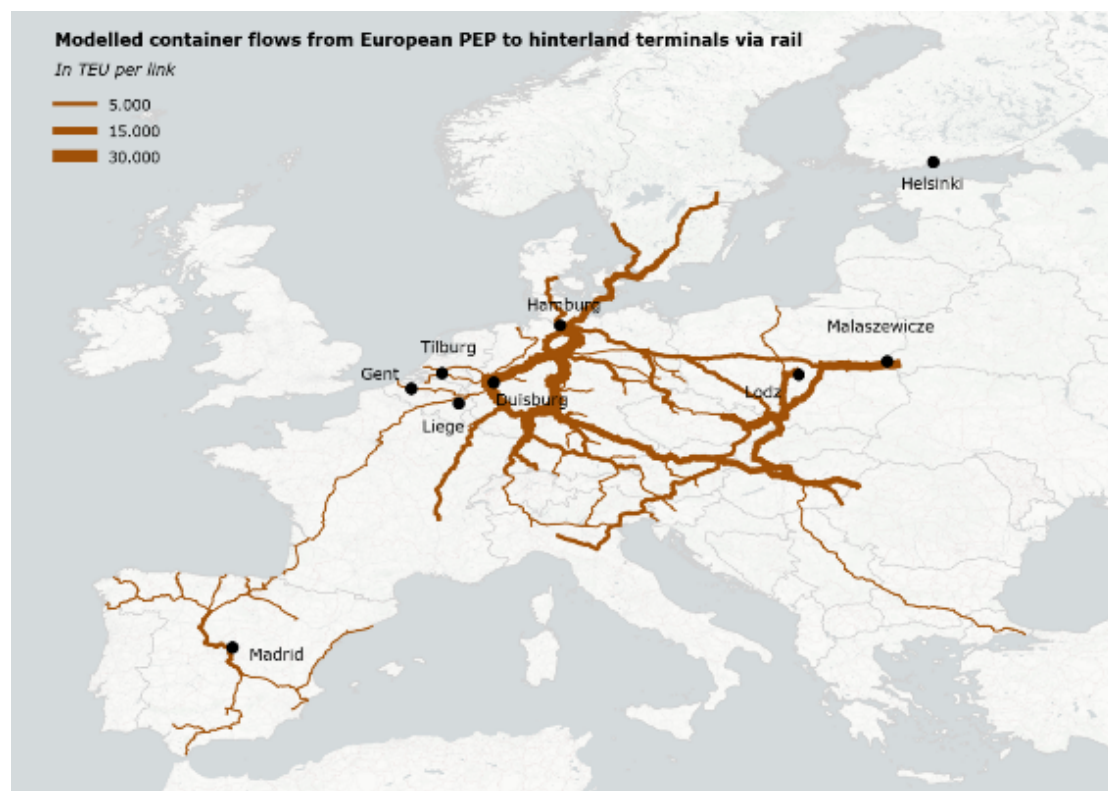 Modelled container flows from European PEP to hinterland terminals via rail
In TEU per link
5.000
15.000
30.000
Helsinki
Hamburg
Malaszewicze
Tilburg
Gent
Duisburg
Lodz
Liege
Madrid